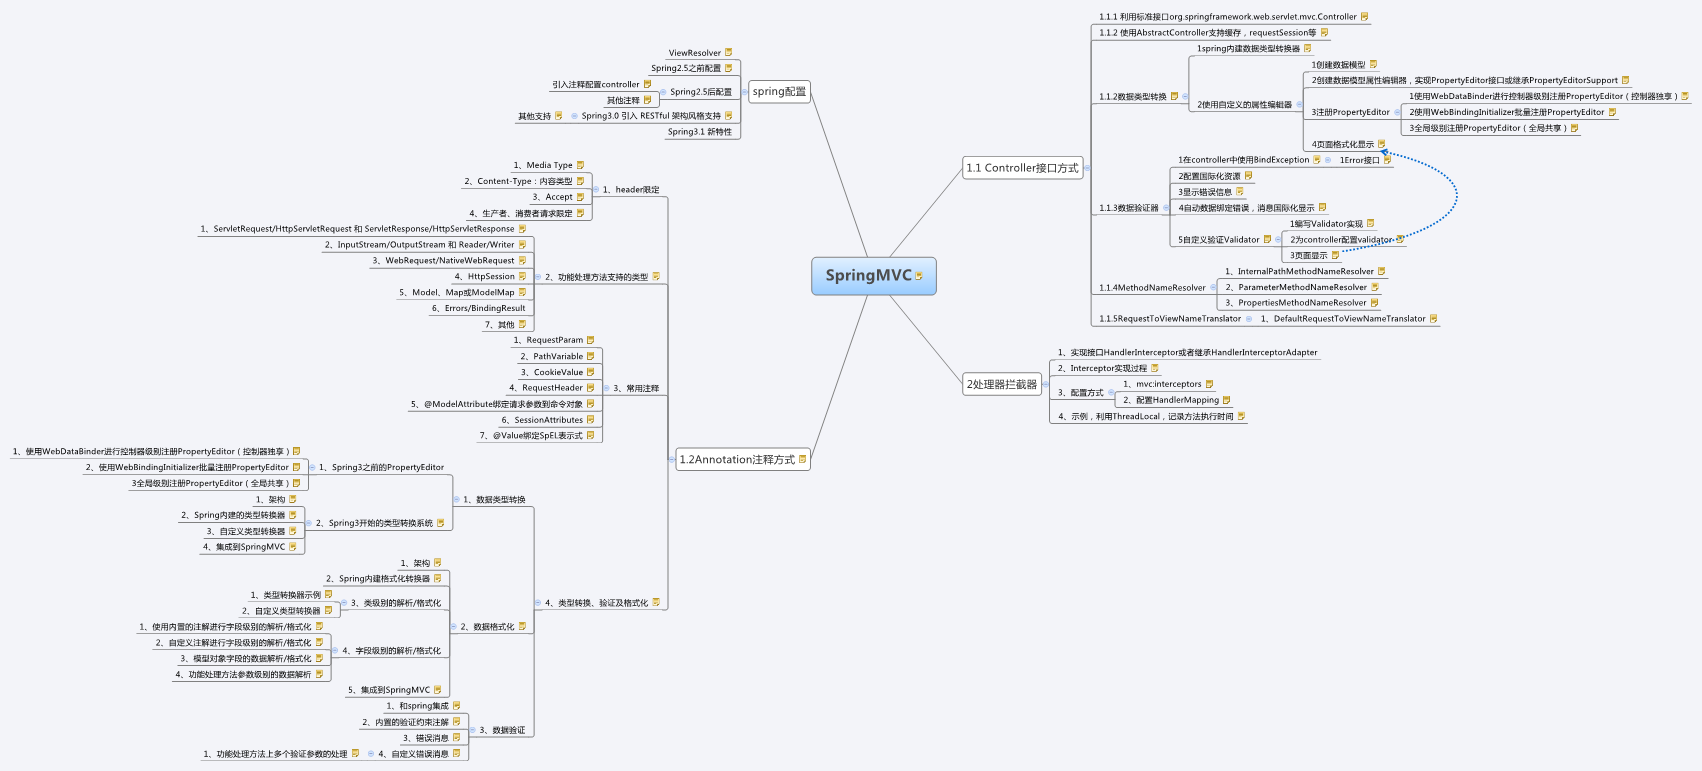 SpringMVC
spring配置
ViewResolver
Spring2.5之前配置
Spring2.5后配置
引入注释配置controller
其他注释
Spring3.0 引入 RESTful 架构风格支持
其他支持
Spring3.1 新特性
1.1 Controller接口方式
1.1.1 利用标准接口org.springframework.web.servlet.mvc.Controller
1.1.2 使用AbstractController支持缓存，requestSession等
1.1.2数据类型转换
1spring内建数据类型转换器
2使用自定义的属性编辑器
1创建数据模型
2创建数据模型属性编辑器，实现PropertyEditor接口或继承PropertyEditorSupport
3注册PropertyEditor
1使用WebDataBinder进行控制器级别注册PropertyEditor（控制器独享）
2使用WebBindingInitializer批量注册PropertyEditor
3全局级别注册PropertyEditor（全局共享）
4页面格式化显示
1.1.3数据验证器
1在controller中使用BindException
1Error接口
2配置国际化资源
3显示错误信息
4自动数据绑定错误，消息国际化显示
5自定义验证Validator
1编写Validator实现
2为controller配置validator
3页面显示
1.1.4MethodNameResolver
1、InternalPathMethodNameResolver
2、ParameterMethodNameResolver
3、PropertiesMethodNameResolver
1.1.5RequestToViewNameTranslator
1、DefaultRequestToViewNameTranslator
2处理器拦截器
1、实现接口HandlerInterceptor或者继承HandlerInterceptorAdapter
2、Interceptor实现过程
3、配置方式
1、mvc:interceptors
2、配置HandlerMapping
4、示例，利用ThreadLocal，记录方法执行时间
1.2Annotation注释方式
1、header限定
1、Media Type
2、Content-Type：内容类型
3、Accept
4、生产者、消费者请求限定
2、功能处理方法支持的类型
1、ServletRequest/HttpServletRequest 和 ServletResponse/HttpServletResponse
2、InputStream/OutputStream 和 Reader/Writer
3、WebRequest/NativeWebRequest
4、HttpSession
5、Model、Map或ModelMap
6、Errors/BindingResult
7、其他
3、常用注释
1、RequestParam
2、PathVariable
3、CookieValue
4、RequestHeader
5、@ModelAttribute绑定请求参数到命令对象
6、SessionAttributes
7、@Value绑定SpEL表示式
4、类型转换、验证及格式化
1、数据类型转换
1、Spring3之前的PropertyEditor
1、使用WebDataBinder进行控制器级别注册PropertyEditor（控制器独享）
2、使用WebBindingInitializer批量注册PropertyEditor
3全局级别注册PropertyEditor（全局共享）
2、Spring3开始的类型转换系统
1、架构
2、Spring内建的类型转换器
3、自定义类型转换器
4、集成到SpringMVC
2、数据格式化
1、架构
2、Spring内建格式化转换器
3、类级别的解析/格式化
1、类型转换器示例
2、自定义类型转换器
4、字段级别的解析/格式化
1、使用内置的注解进行字段级别的解析/格式化
2、自定义注解进行字段级别的解析/格式化
3、模型对象字段的数据解析/格式化
4、功能处理方法参数级别的数据解析
5、集成到SpringMVC
3、数据验证
1、和spring集成
2、内置的验证约束注解
3、错误消息
4、自定义错误消息
1、功能处理方法上多个验证参数的处理